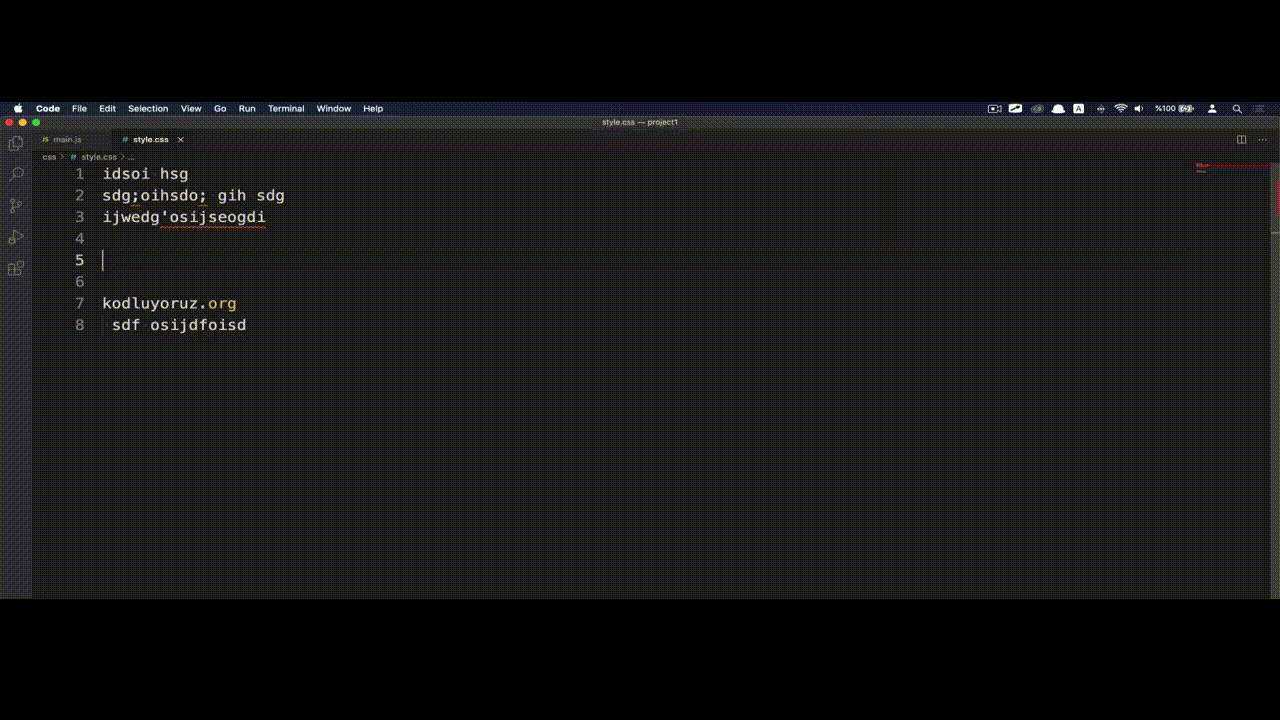 Code File Edit Selection View Go Run Terminal Window Help A %100
style.css — project1
JS main.js # style.css ×
css > # style.css > ...
1 idsoi hsg
2 sdg;oihsdo; gih sdg
3 ijwedg'osijseogdi
4
5
6
7 kodluyoruz.org
8 sdf osijdfoisd